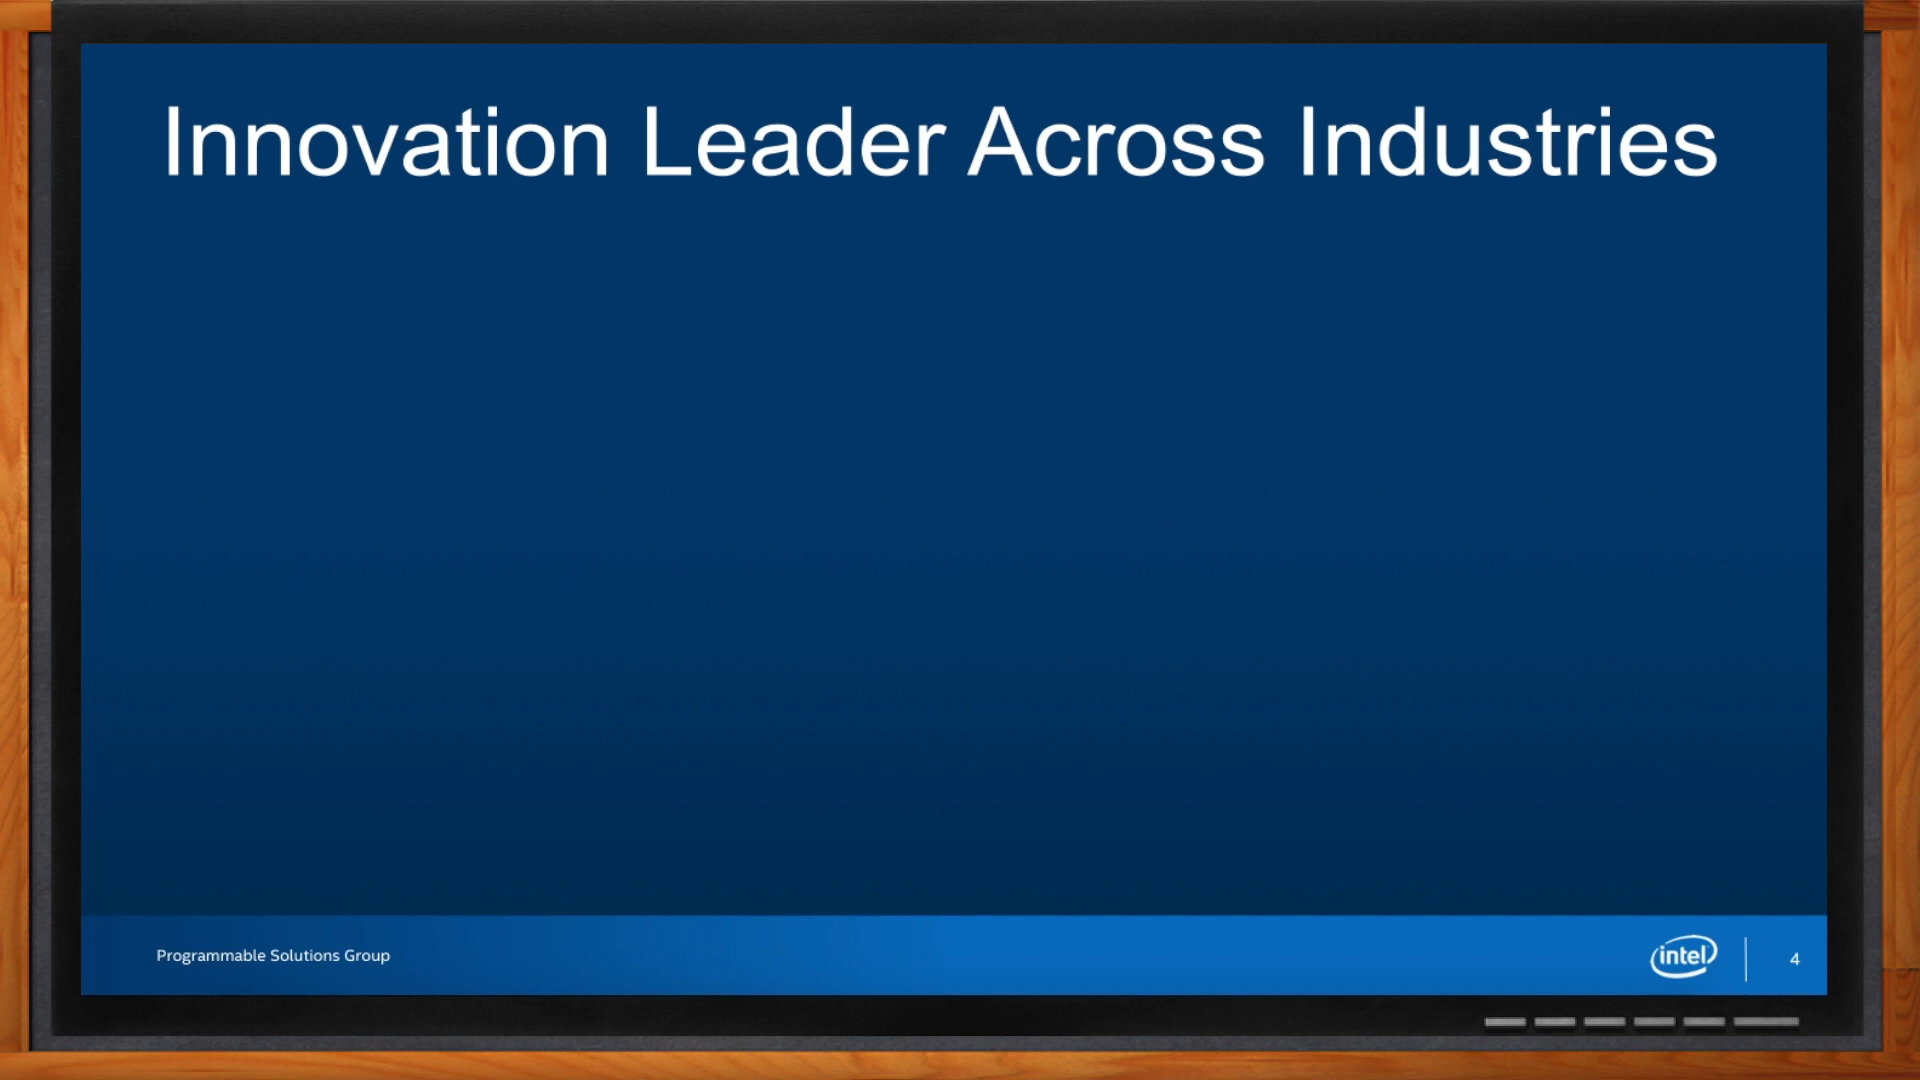 Innovation Leader Across Industries
Programmable Solutions Group
intel
4